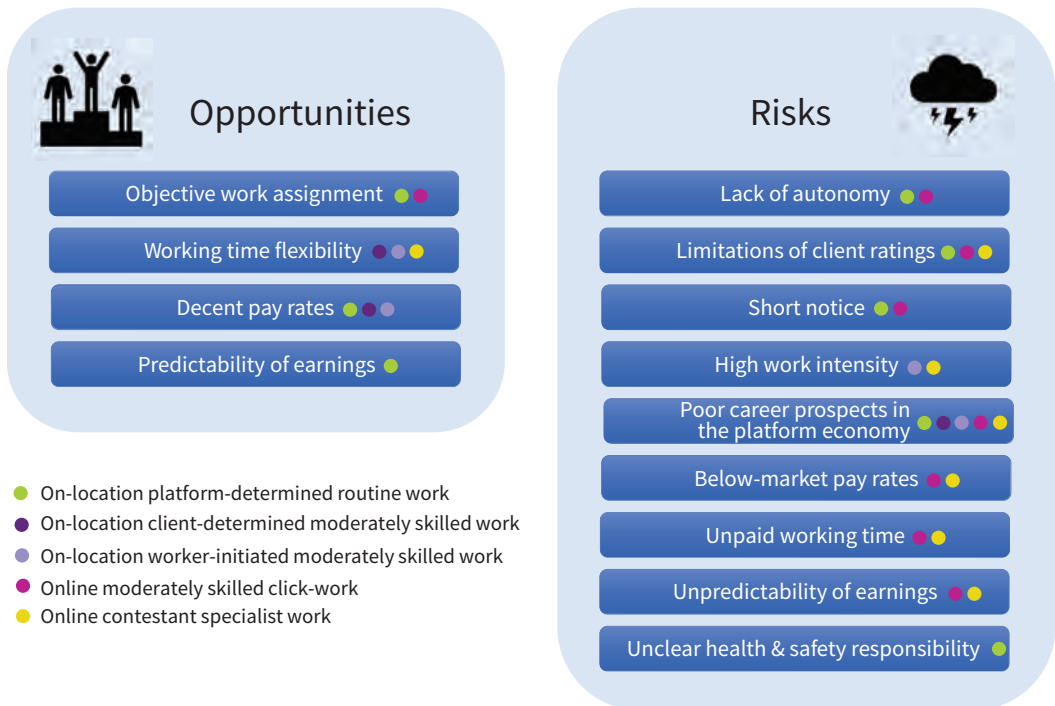 Opportunities
Objective work assignment
Working time flexibility
Decent pay rates
Predictability of earnings
On-location platform-determined routine work
On-location client-determined moderately skilled work
On-location worker-initiated moderately skilled work
Online moderately skilled click-work
Online contestant specialist work
Risks
Lack of autonomy
Limitations of client ratings
Short notice
High work intensity
Poor career prospects in
the platform economy
Below-market pay rates
Unpaid working time
Unpredictability of earnings
Unclear health & safety responsibility